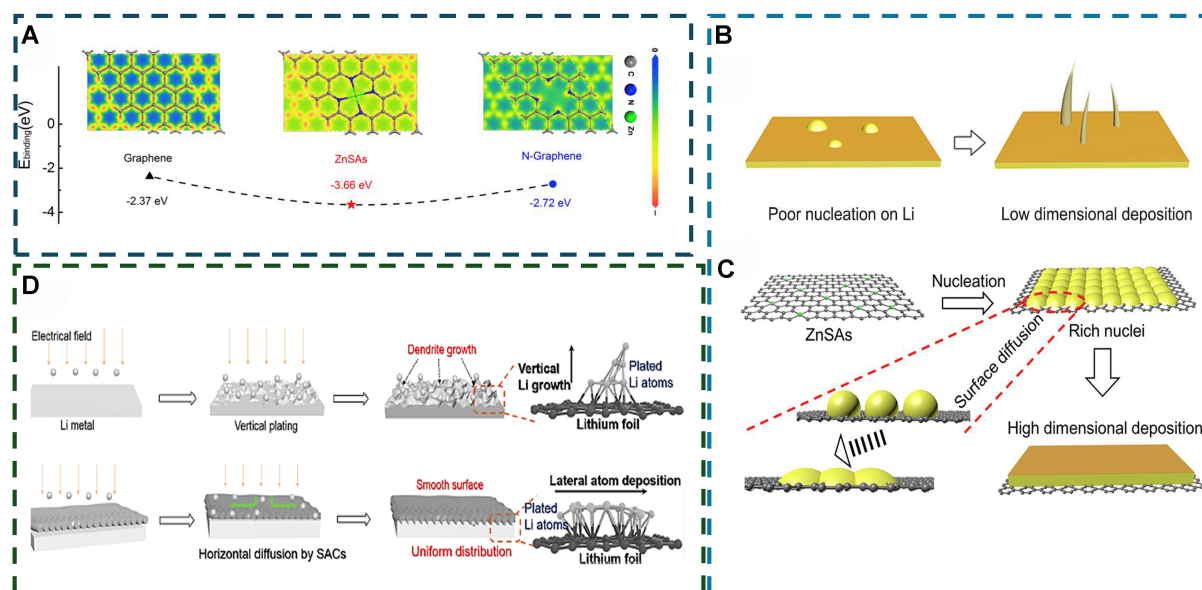 A
E binding (eV)
0
-2
-4
Graphene
-2.37 eV
ZnSAs
-3.66 eV
N-Graphene
-2.72 eV
C
N
Zn
0
B
Poor nucleation on Li
Low dimensional deposition
C
ZnSAs
Nucleation
Rich nuclei
Surface diffusion
High dimensional deposition
D
Electrical field
Li metal
Vertical plating
Dendrite growth
Vertical
Li growth
Plated
Li atoms
Lithium foil
Horizontal diffusion by SACs
Smooth surface
Uniform distribution
Lateral atom deposition
Plated
Li atoms
Lithium foil